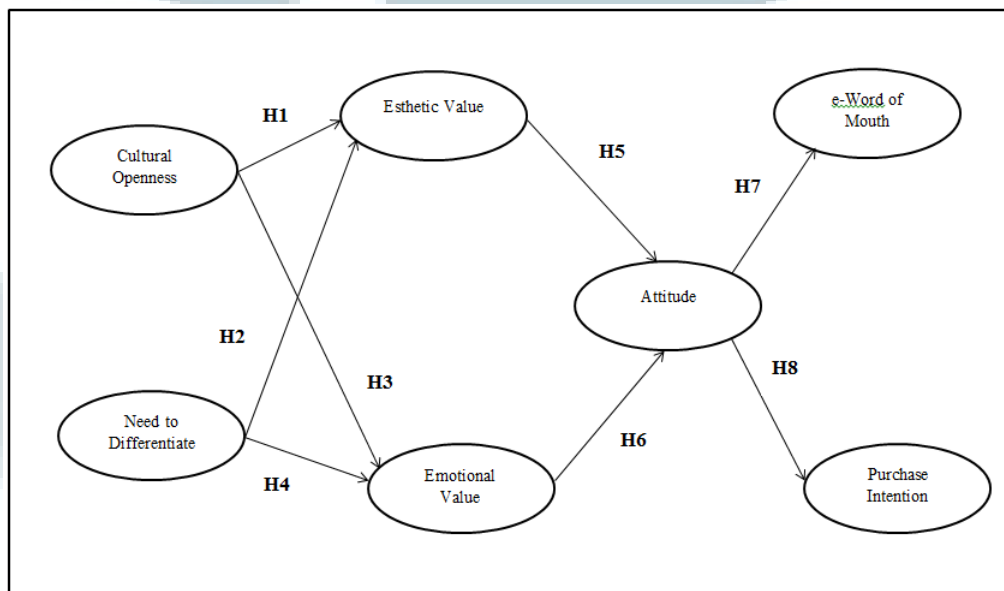 Esthetic Value
e-Word of
Mouth
H1
Cultural
Openness
H5
H7
Attitude
H2
H3
H8
Need to
Differentiate
H6
H4
Emotional
Value
Purchase
Intention